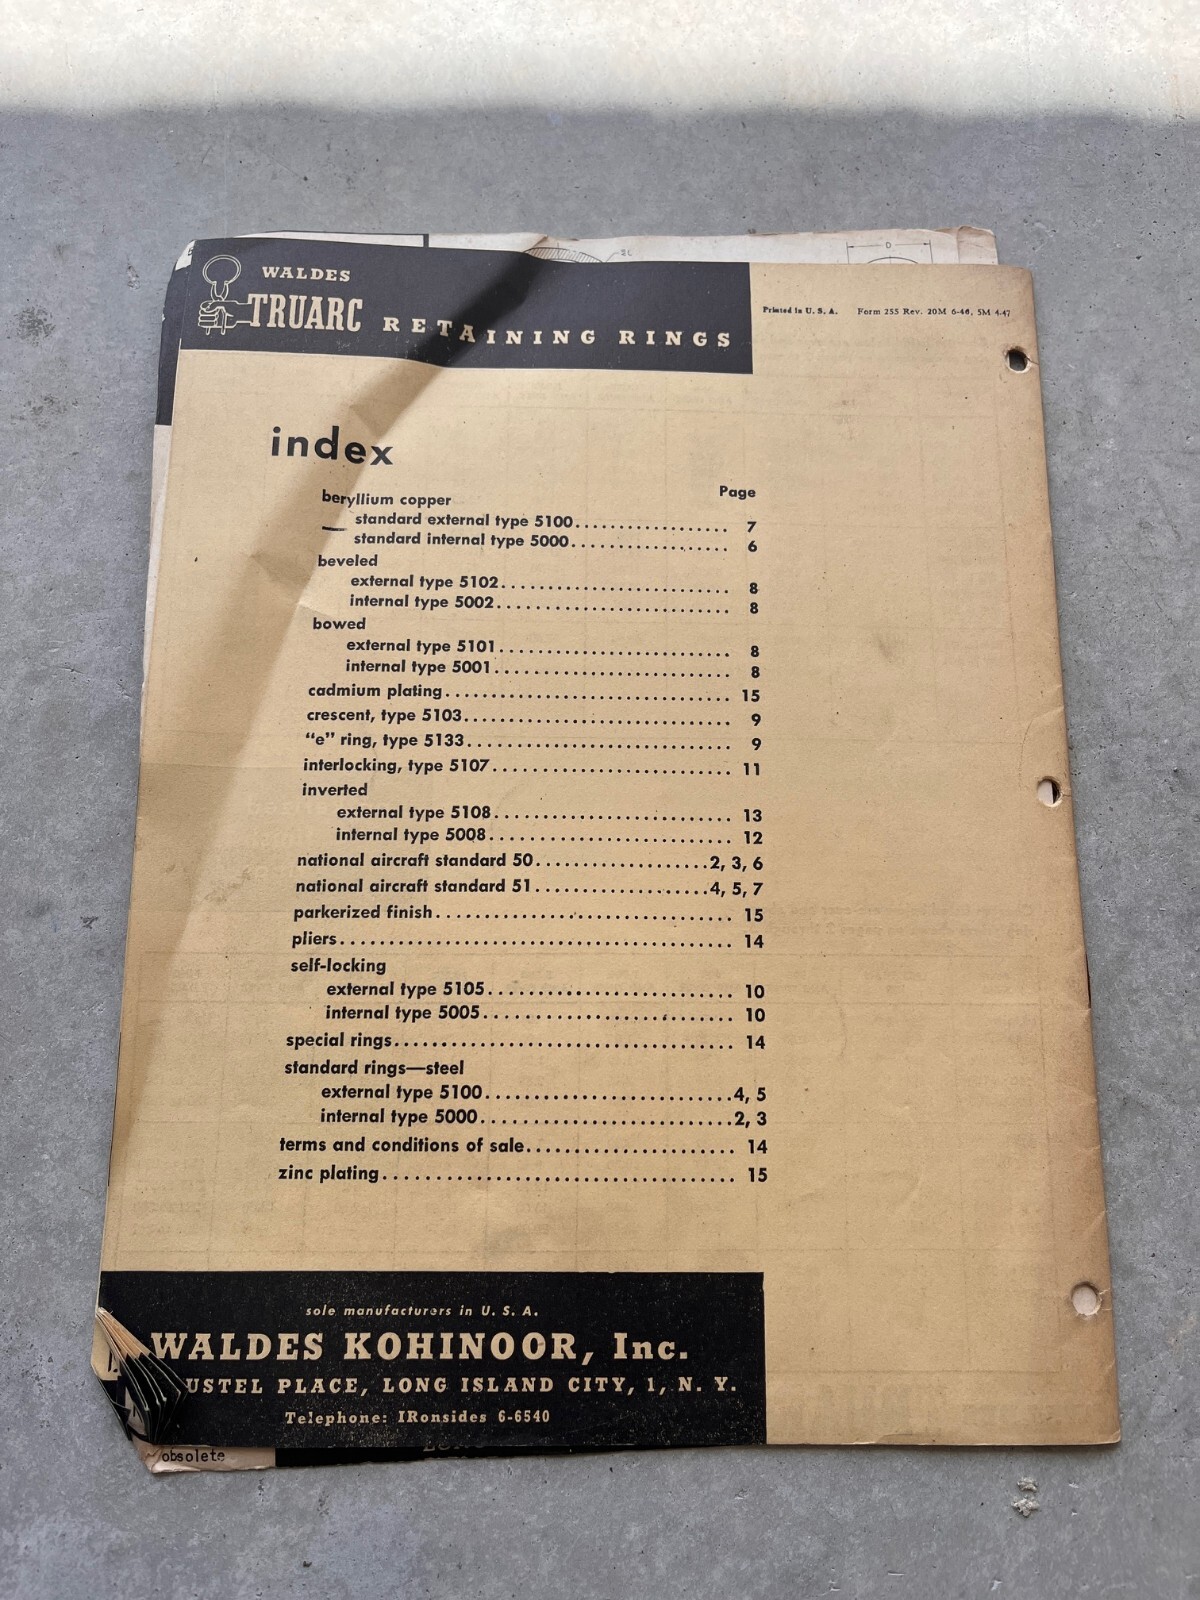 D
WALDES
TRUARC RETAINING RINGS
Printed in U. S. A. Form 255 Rev. 20M 6-46, 5M 4-47
index
Page
beryllium copper
standard external type 5100.................. 7
standard internal type 5000.................. 6
beveled
external type 5102.......................... 8
internal type 5002.......................... 8
bowed
external type 5101.......................... 8
internal type 5001.......................... 8
cadmium plating................................ 15
crescent, type 5103.............................. 9
"e" ring, type 5133.............................. 9
interlocking, type 5107........................... 11
inverted
external type 5108........................... 13
internal type 5008........................... 12
national aircraft standard 50....................2, 3, 6
national aircraft standard 51....................4, 5, 7
parkerized finish................................. 15
pliers............................................ 14
self-locking
external type 5105........................... 10
internal type 5005........................... 10
special rings...................................... 14
standard rings—steel
external type 5100...........................4, 5
internal type 5000...........................2, 3
terms and conditions of sale....................... 14
zinc plating....................................... 15
sole manufacturers in U. S. A.
WALDES KOHINOOR, Inc.
USTEL PLACE, LONG ISLAND CITY, 1, N. Y.
Telephone: IRonsides 6-6540
obsolete